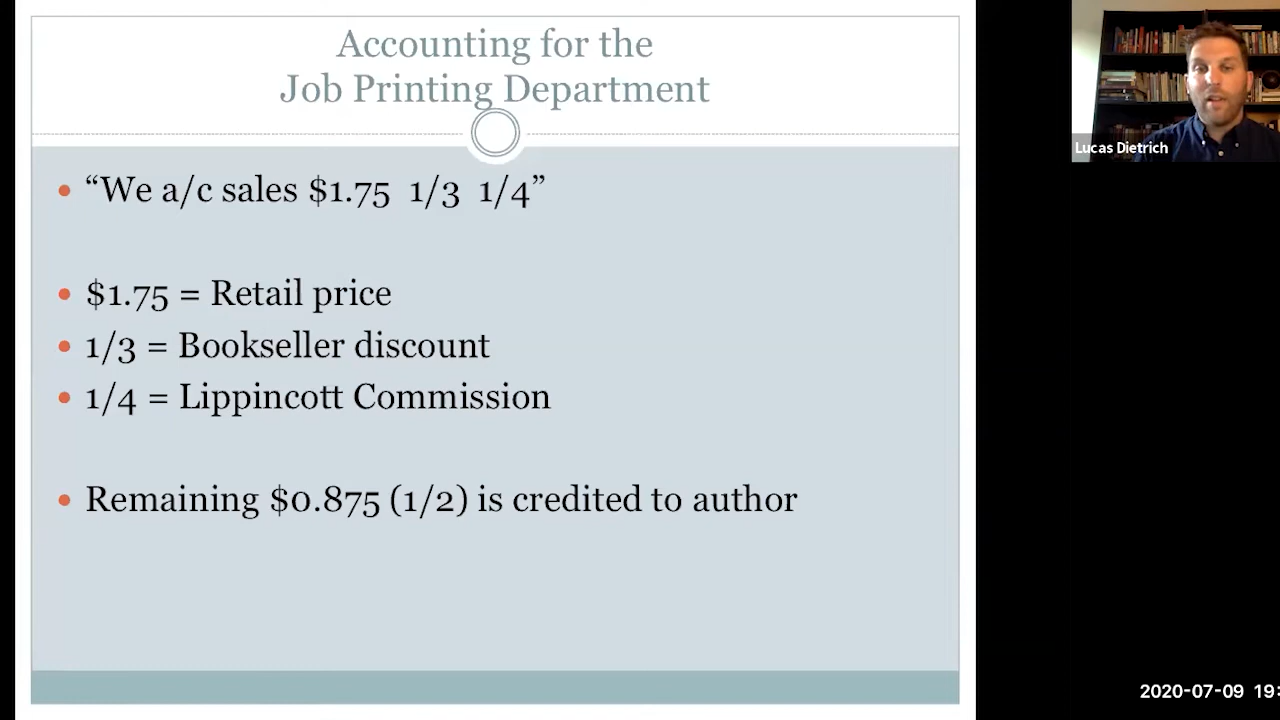 Accounting for the
Job Printing Department
“We a/c sales $1.75 1/3 1/4”
$1.75 = Retail price
1/3 = Bookseller discount
1/4 = Lippincott Commission
Remaining $0.875 (1/2) is credited to author
Lucas Dietrich
2020-07-09 19: